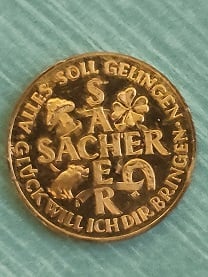 ALLES SOLL GELINGEN ·
GLÜCK WILL ICH DIR BRINGEN ·
SACHER
SACHER